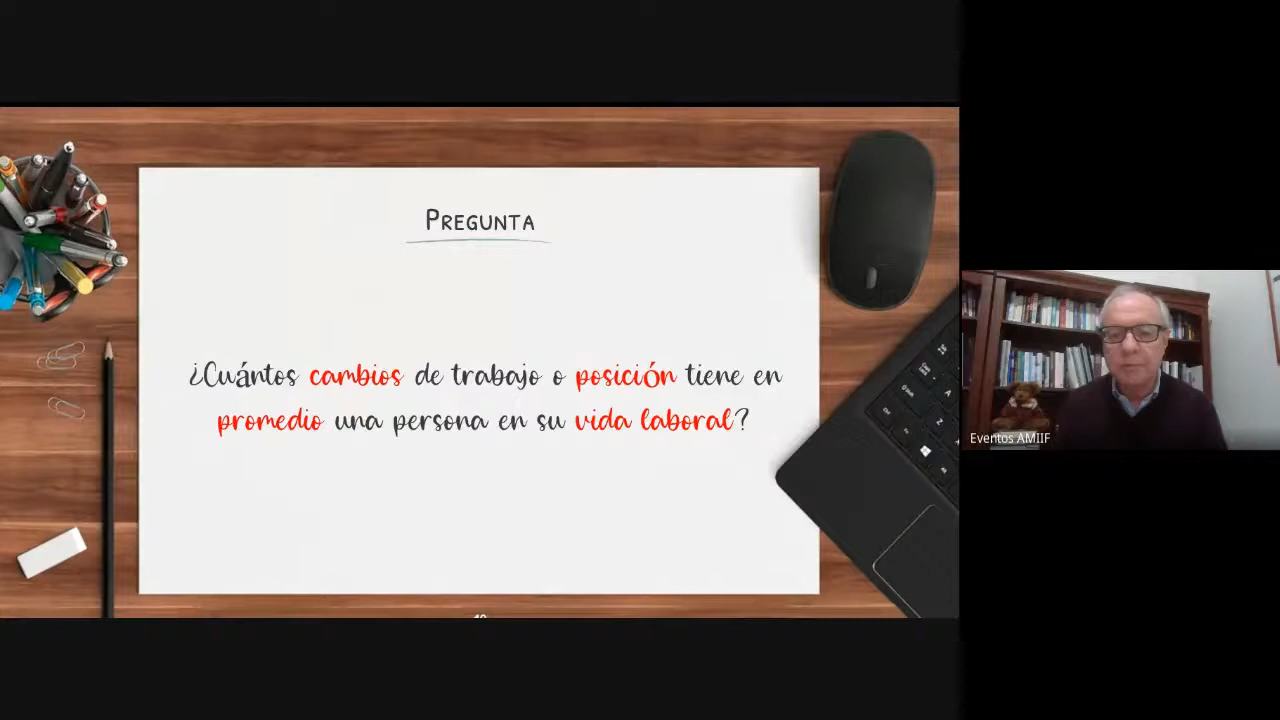 PREGUNTA
¿Cuántos cambios de trabajo o posición tiene en
promedio una persona en su vida laboral?
Eventos AMIIF